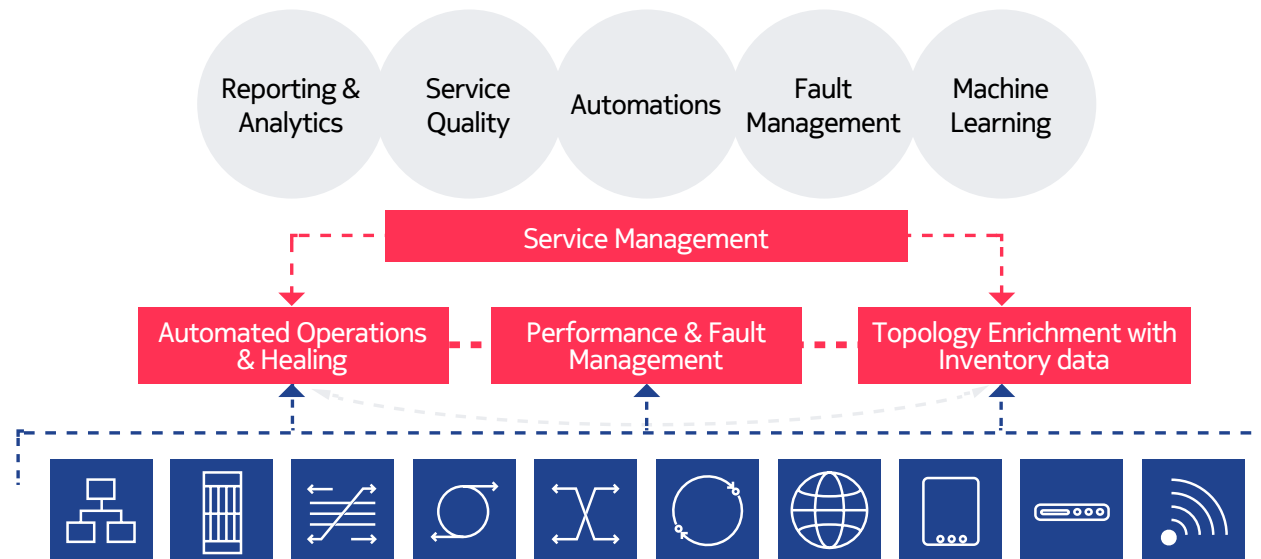 Reporting &
Analytics
Service
Quality
Automations
Fault
Management
Machine
Learning
Service Management
Automated Operations
& Healing
Performance & Fault
Management
Topology Enrichment with
Inventory data